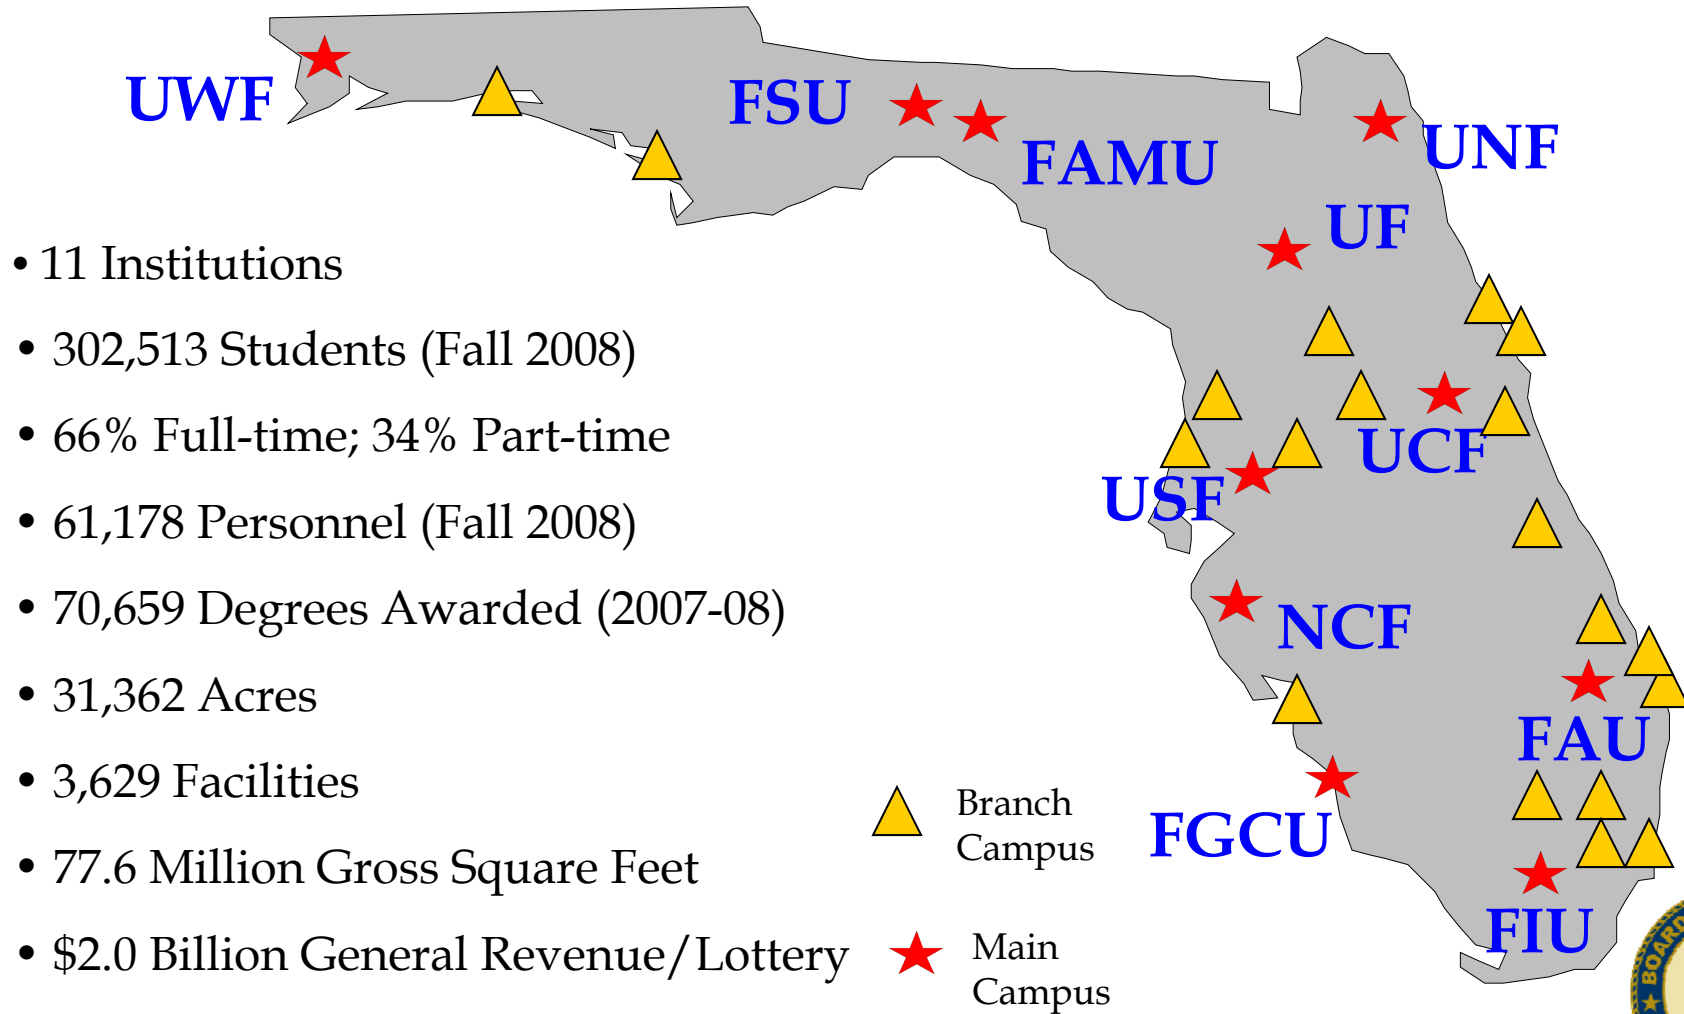 UWF
FSU
FAMU
UNF
UF
• 11 Institutions
• 302,513 Students (Fall 2008)
• 66% Full-time; 34% Part-time
UCF
USF
• 61,178 Personnel (Fall 2008)
• 70,659 Degrees Awarded (2007-08)
NCF
• 31,362 Acres
FAU
• 3,629 Facilities
Branch
Campus
FGCU
• 77.6 Million Gross Square Feet
FIU
• $2.0 Billion General Revenue/Lottery
Main
Campus
BOARD